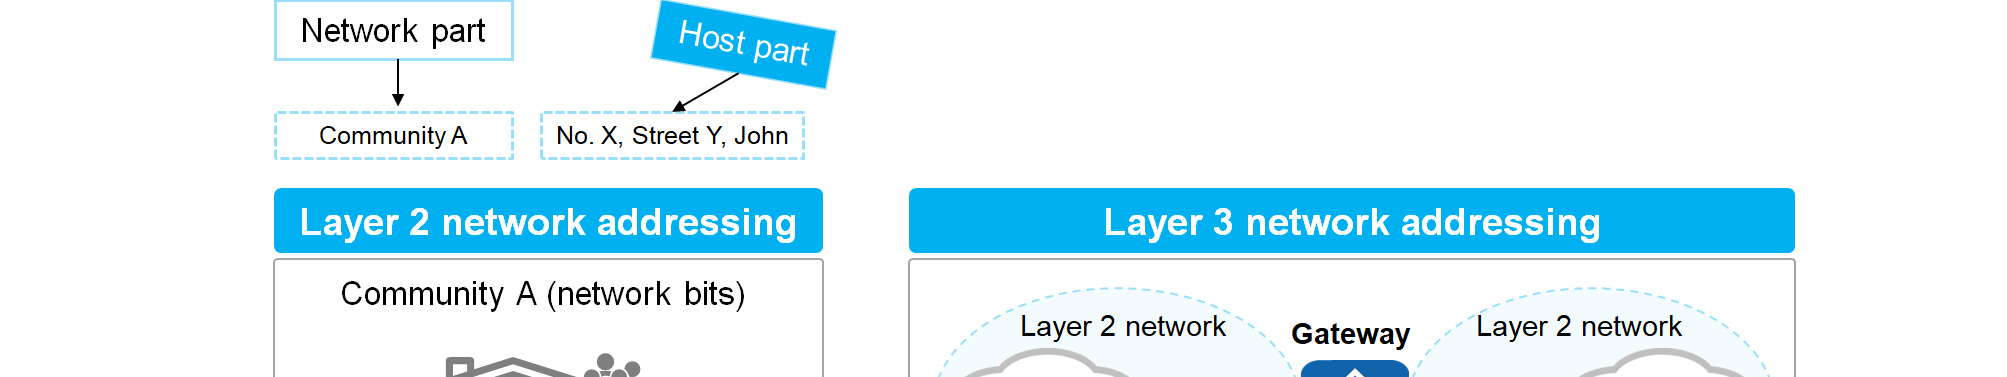 Network part
Host part
Community A
No. X, Street Y, John
Layer 2 network addressing
Layer 3 network addressing
Community A (network bits)
Layer 2 network
Gateway
Layer 2 network